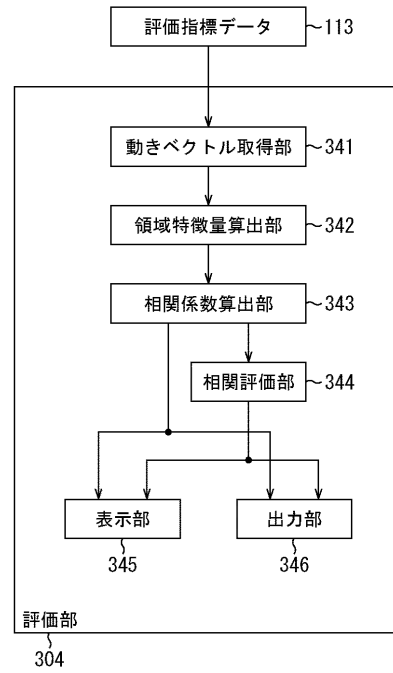 評価指標データ 113
動きベクトル取得部 341
領域特徴量算出部 342
相関係数算出部 343
相関評価部 344
表示部 出力部
345 346
評価部
304